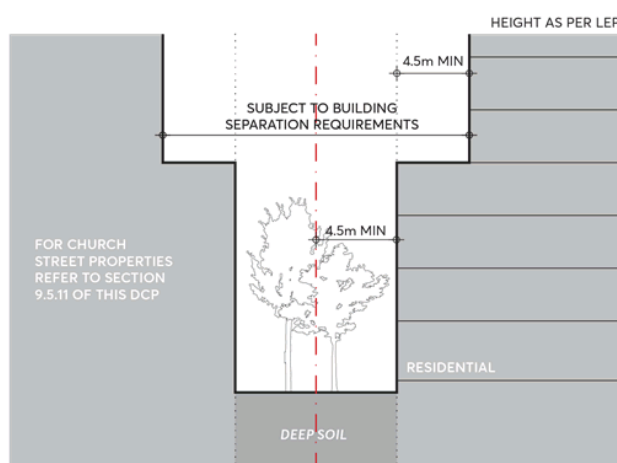 HEIGHT AS PER LEF
4.5m MIN
SUBJECT TO BUILDING
SEPARATION REQUIREMENTS
4.5m MIN
FOR CHURCH
STREET PROPERTIES
REFER TO SECTION
9.5.11 OF THIS DCP
RESIDENTIAL
DEEP SOIL